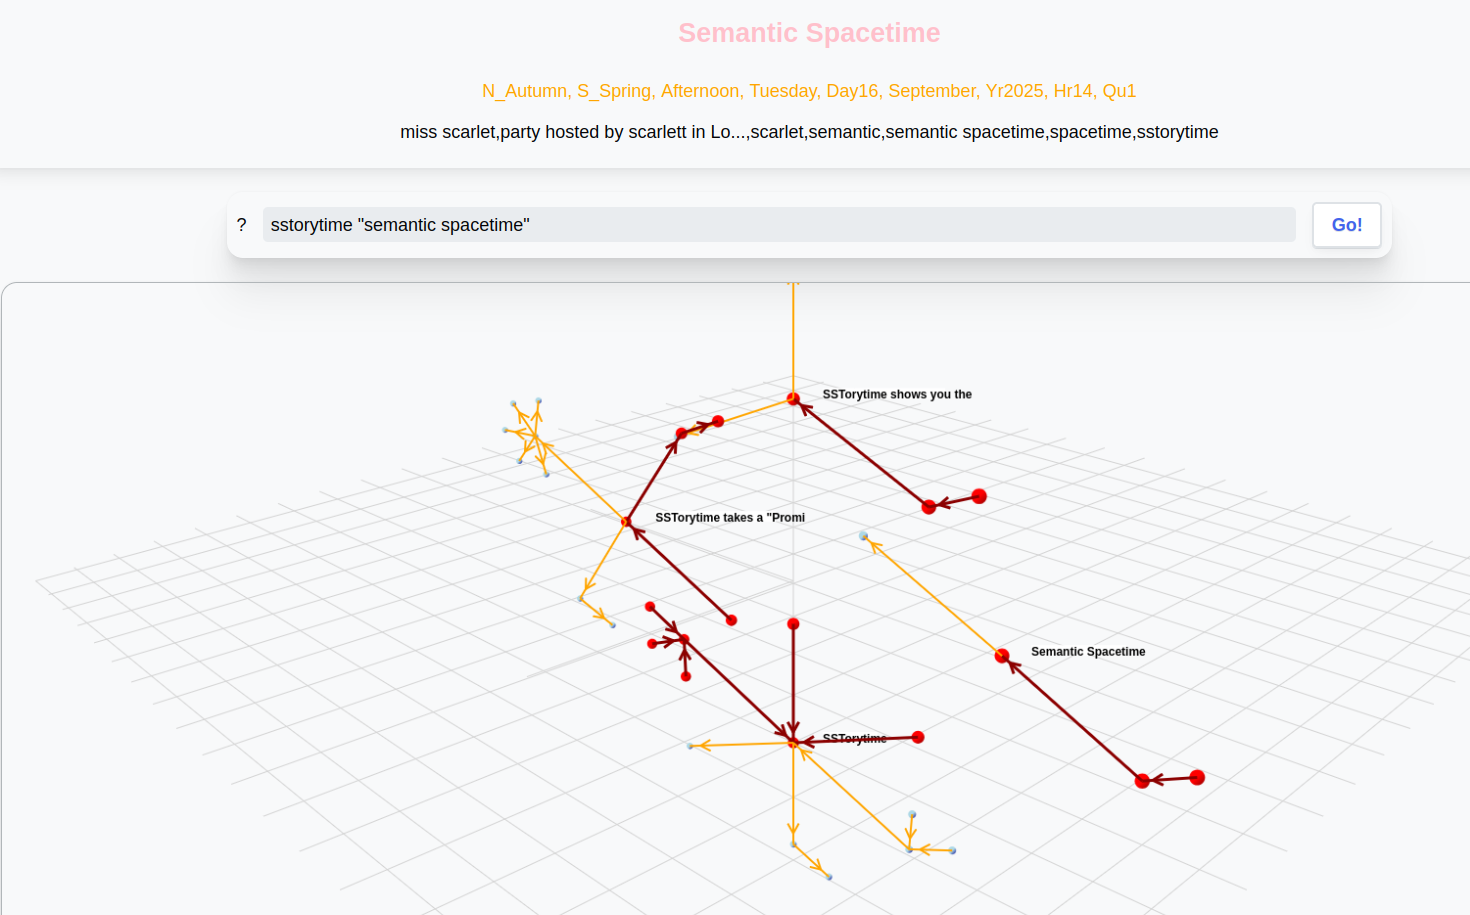 Semantic Spacetime
N_Autumn, S_Spring, Afternoon, Tuesday, Day16, September, Yr2025, Hr14, Qu1
miss scarlet,party hosted by scarlett in Lo...,scarlet,semantic,semantic spacetime,spacetime,sstorytime
? sstorytime "semantic spacetime" Go!
SSTorytime shows you the
SSTorytime takes a "Promi
Semantic Spacetime
SSTorytime